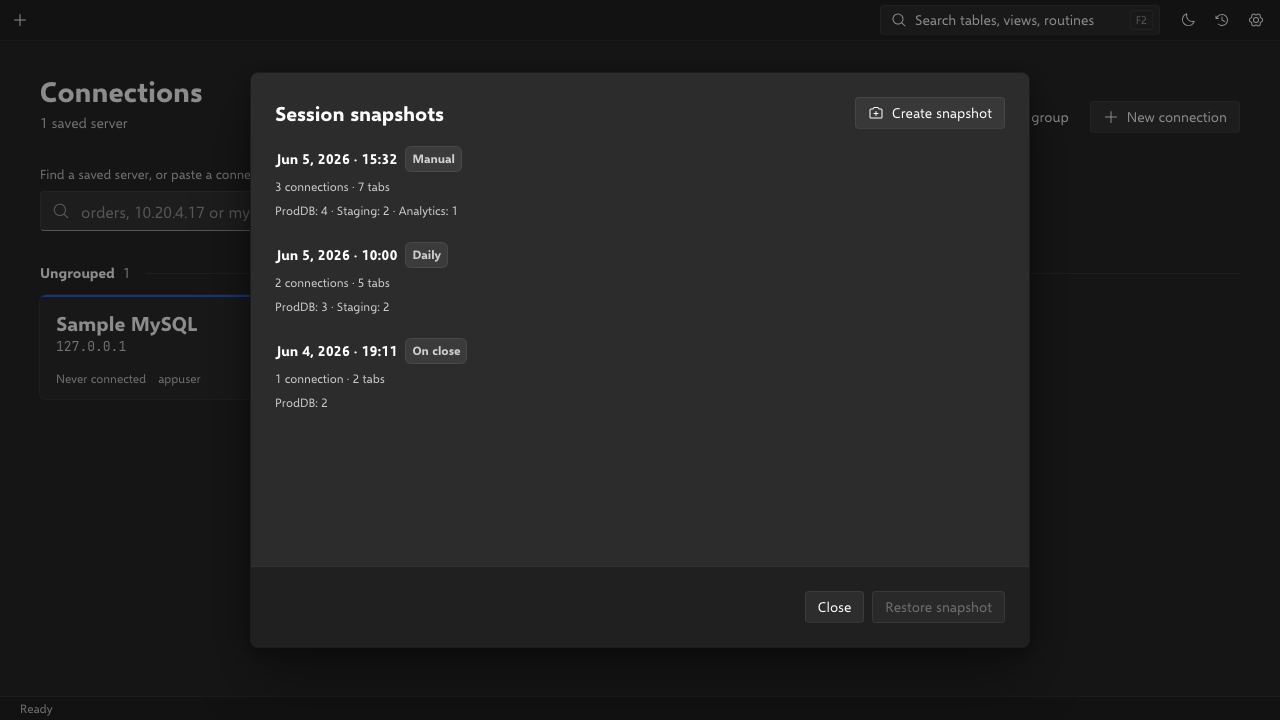 Search tables, views, routines F2
Connections
1 saved server
group
New connection
Find a saved server, or paste a conne
orders, 10.20.4.17 or my
Ungrouped 1
Sample MySQL
127.0.0.1
Never connected appuser
Session snapshots
Create snapshot
Jun 5, 2026 · 15:32 Manual
3 connections · 7 tabs
ProdDB: 4 · Staging: 2 · Analytics: 1
Jun 5, 2026 · 10:00 Daily
2 connections · 5 tabs
ProdDB: 3 · Staging: 2
Jun 4, 2026 · 19:11 On close
1 connection · 2 tabs
ProdDB: 2
Close
Restore snapshot
Ready